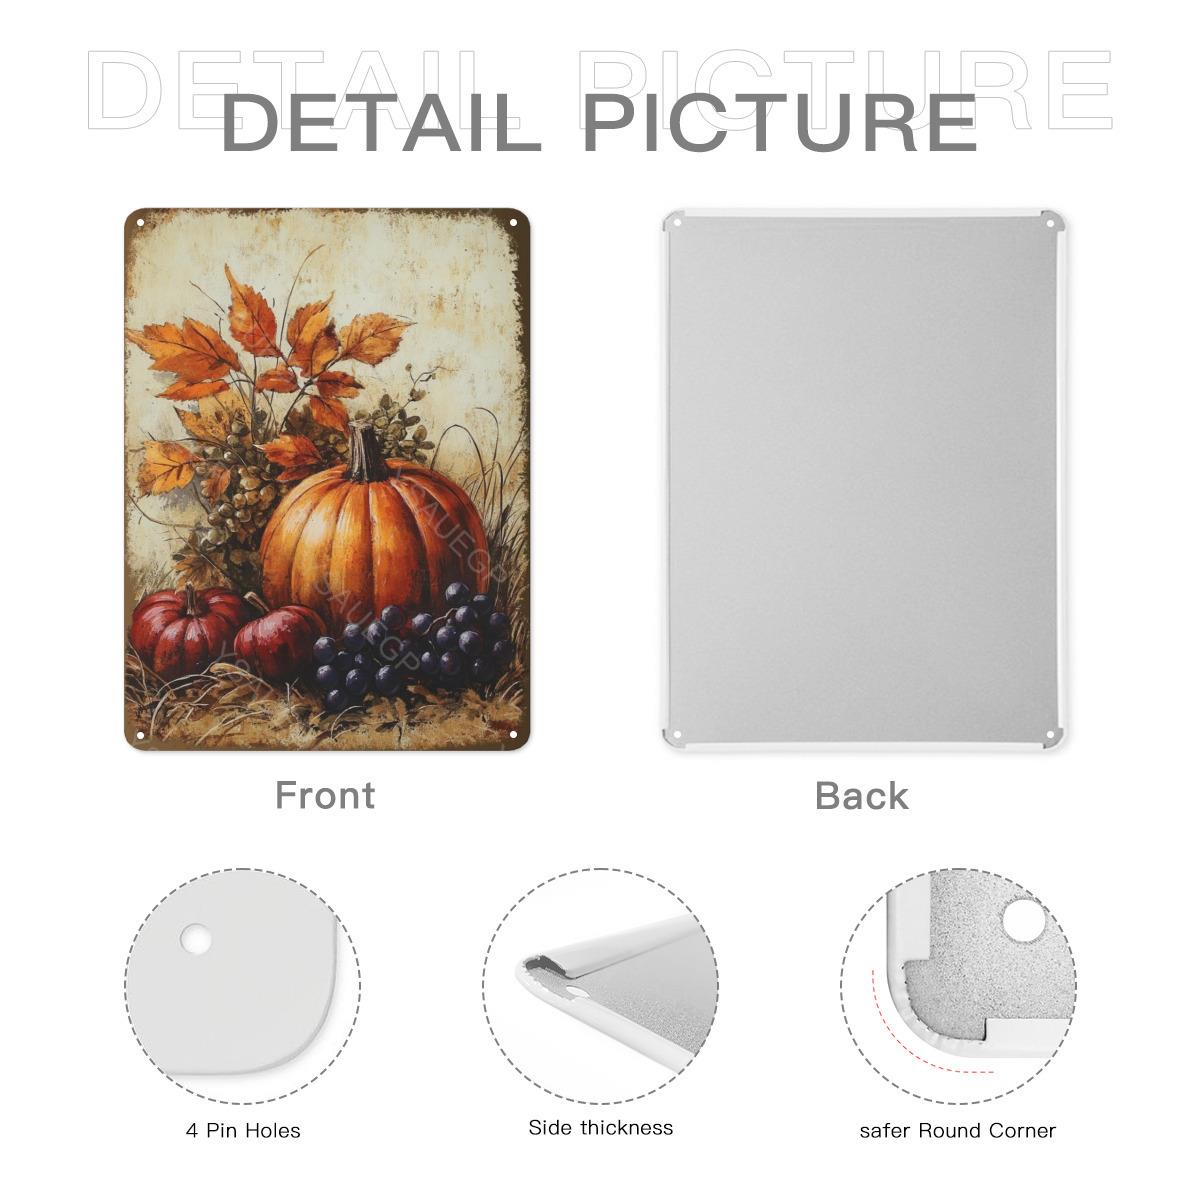 DETAIL PICTURE
DETAIL PICTURE
Front
Back
4 Pin Holes
Side thickness
safer Round Corner